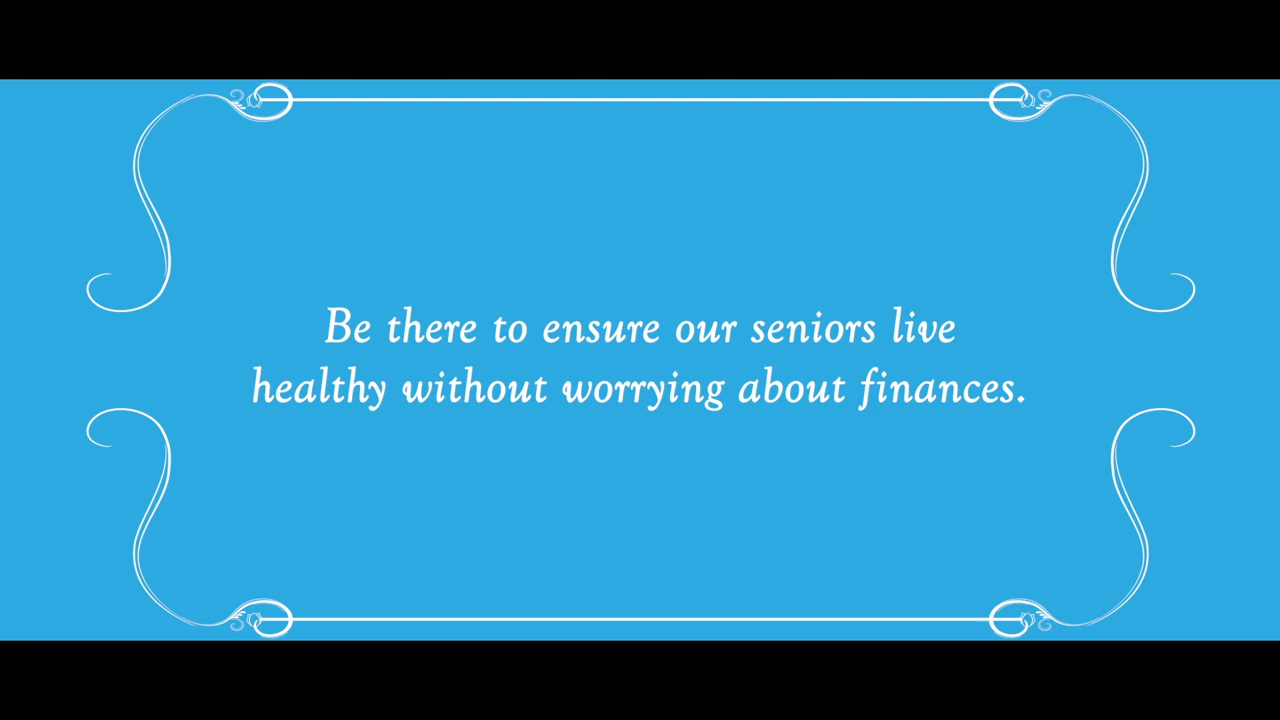 Be there to ensure our seniors live
healthy without worrying about finances.